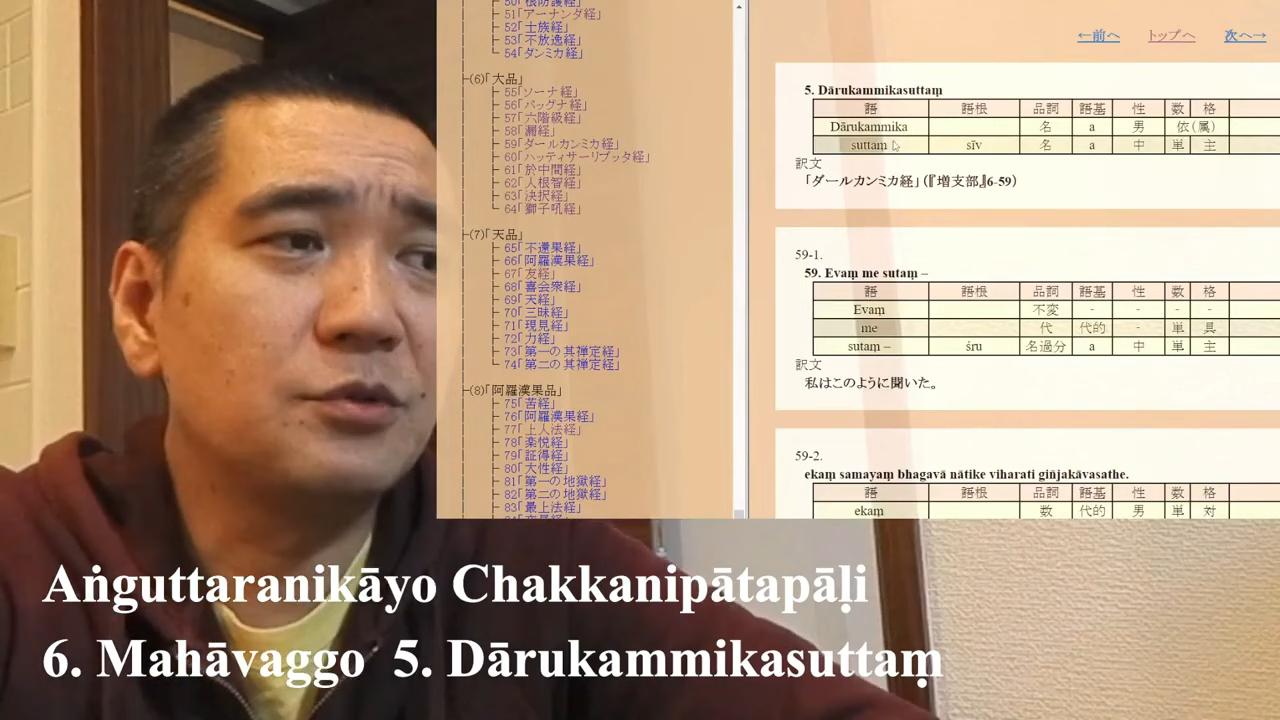 51「アーナンダ経」
52「士族経」
53「不放逸経」
54「ダンミカ経」
(6)「大品」
55「ソーナ経」
56「パッグナ経」
57「六階級経」
58「漏経」
59「ダールカンミカ経」
60「ハッティサーリプッタ経」
61「於中間経」
62「人根智経」
63「決択経」
64「獅子吼経」
(7)「天品」
65「不還果経」
66「阿羅漢果経」
67「友経」
68「喜会衆経」
69「天経」
70「三昧経」
71「現見経」
72「力経」
73「第一の其禅定経」
74「第二の其禅定経」
(8)「阿羅漢果品」
75「苦経」
76「阿羅漢果経」
77「上人法経」
78「楽悦経」
79「証得経」
80「大性経」
81「第一の地獄経」
82「第二の地獄経」
83「最上法経」
←前へ トップへ 次へ→
5. Dārukammikasuttaṃ
語 語根 品詞 語基 性 数 格
Dārukammika 名 a 男 依(属)
suttaṃ sīv 名 a 中 単 主
訳文
「ダールカンミカ経」(『増支部』6-59)
59-1.
59. Evaṃ me sutaṃ –
語 語根 品詞 語基 性 数 格
Evaṃ 不変 - - - -
me 代 代的 - 単 具
sutaṃ – śru 名過分 a 中 単 主
訳文
私はこのように聞いた。
59-2.
ekaṃ samayaṃ bhagavā nātike viharati giñjakāvasathe.
語 語根 品詞 語基 性 数 格
ekaṃ 数 代的 男 単 対
Aṅguttaranikāyo Chakkanipātapāḷi
6. Mahāvaggo 5. Dārukammikasuttaṃ